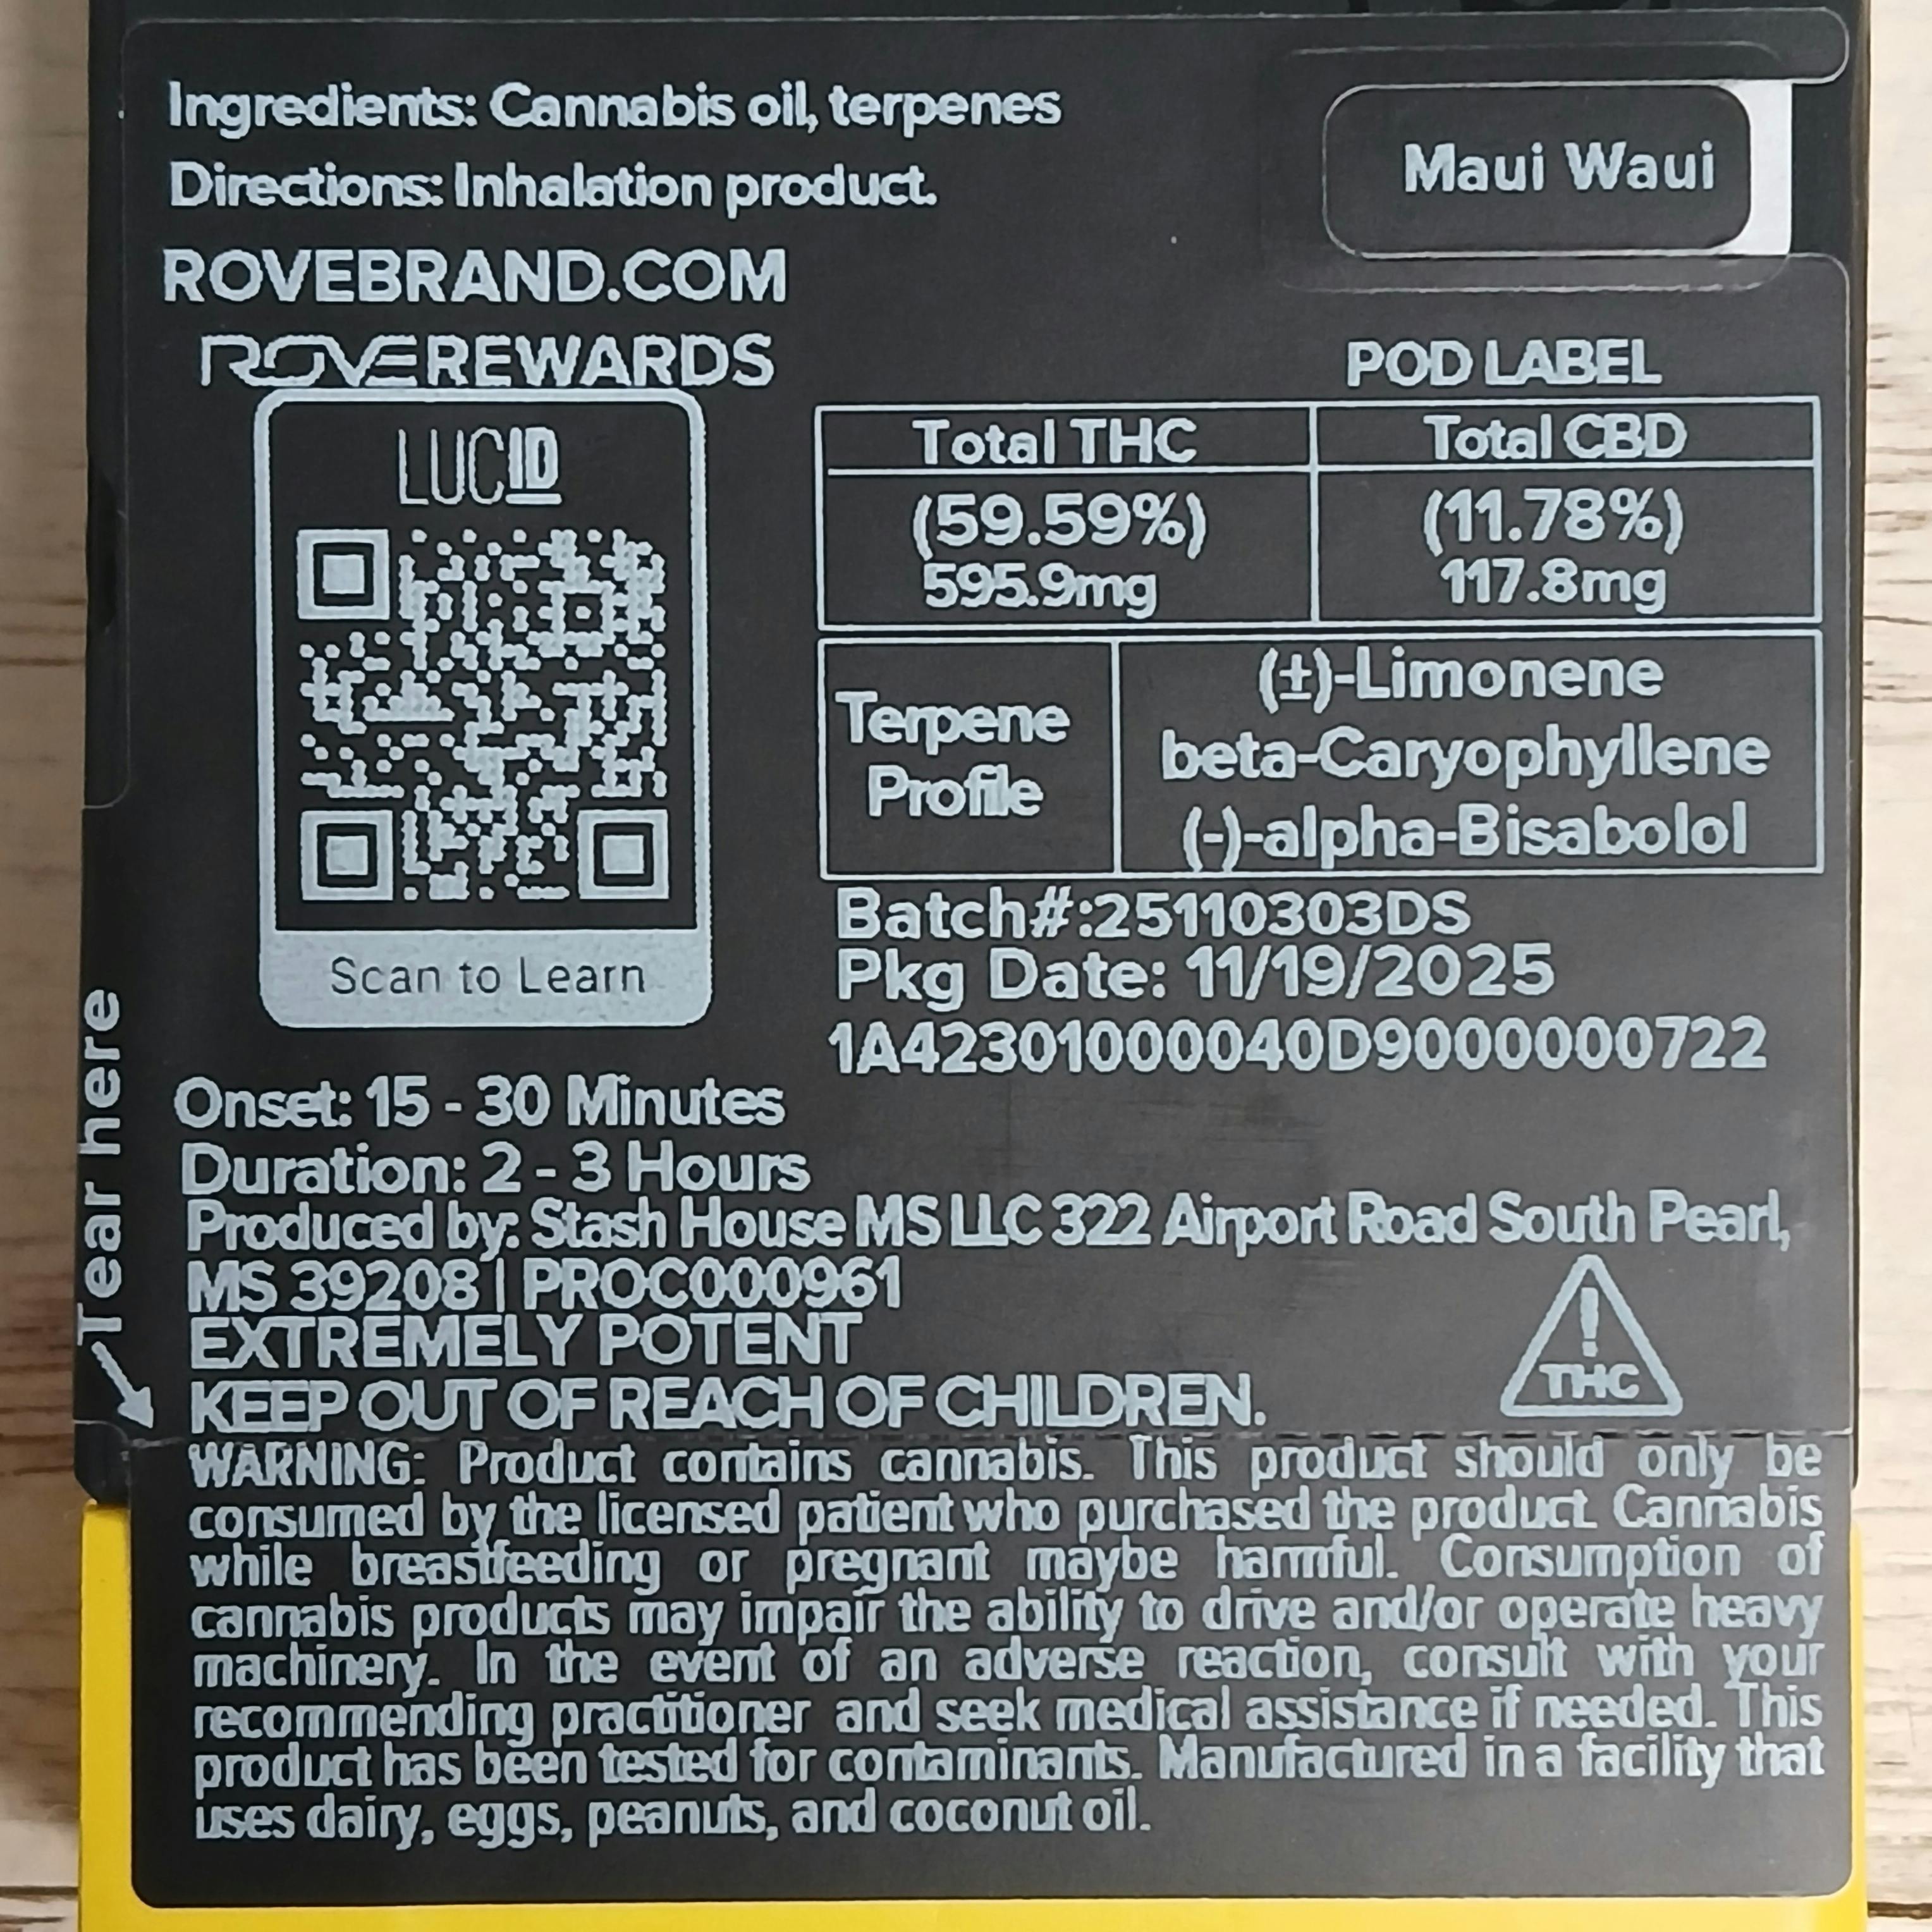 Ingredients: Cannabis oil, terpenes
Directions: Inhalation product.
Maui Waui
ROVEBRAND.COM
ROVE REWARDS
LUCID
Scan to Learn
POD LABEL
Total THC
Total CBD
(59.59%)
595.9mg
(11.78%)
117.8mg
Terpene
Profile
(±)-Limonene
beta-Caryophyllene
(-)-alpha-Bisabolol
Batch#:25110303DS
Pkg Date: 11/19/2025
1A42301000040D9000000722
Tear here
Onset: 15 - 30 Minutes
Duration: 2 - 3 Hours
Produced by: Stash House MS LLC 322 Airport Road South Pearl,
MS 39208 | PROC000961
EXTREMELY POTENT
KEEP OUT OF REACH OF CHILDREN.
!
THC
WARNING: Product contains cannabis. This product should only be
consumed by the licensed patient who purchased the product. Cannabis
while breastfeeding or pregnant maybe harmful. Consumption of
cannabis products may impair the ability to drive and/or operate heavy
machinery. In the event of an adverse reaction, consult with your
recommending practitioner and seek medical assistance if needed. This
product has been tested for contaminants. Manufactured in a facility that
uses dairy, eggs, peanuts, and coconut oil.